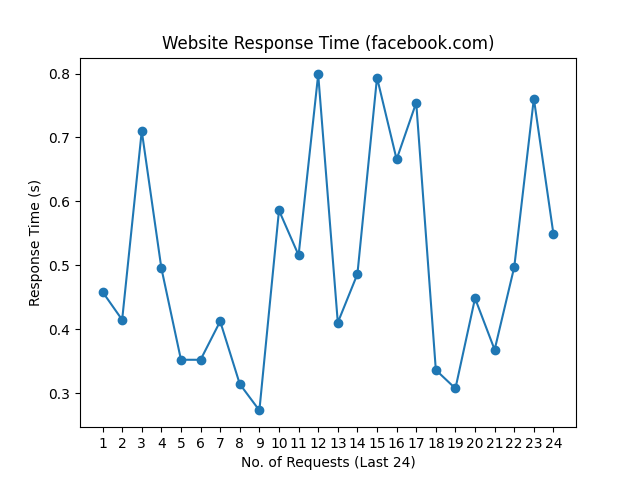 Website Response Time (facebook.com)
Response Time (s)
0.8
0.7
0.6
0.5
0.4
0.3
1 2 3 4 5 6 7 8 9 10 11 12 13 14 15 16 17 18 19 20 21 22 23 24
No. of Requests (Last 24)